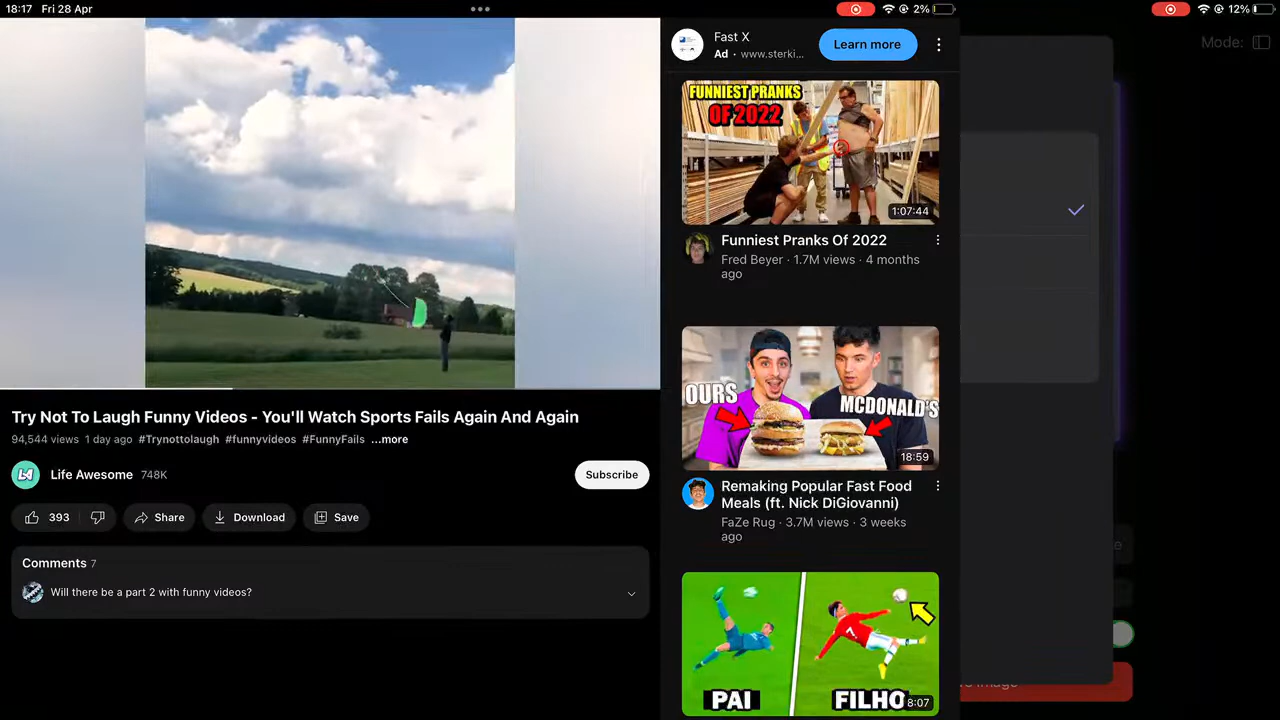 18:17 Fri 28 Apr
2%
12%
Mode:
Fast X
Ad · www.sterki...
Learn more
FUNNIEST PRANKS
OF 2022
1:07:44
Funniest Pranks Of 2022
Fred Beyer · 1.7M views · 4 months
ago
OURS
MCDONALD'S
18:59
Remaking Popular Fast Food
Meals (ft. Nick DiGiovanni)
FaZe Rug · 3.7M views · 3 weeks
ago
PAI
FILHO
8:07
Try Not To Laugh Funny Videos - You'll Watch Sports Fails Again And Again
94,544 views 1 day ago #Trynottolaugh #funnyvideos #FunnyFails ...more
Life Awesome 748K
Subscribe
393
Share
Download
Save
Comments 7
Will there be a part 2 with funny videos?